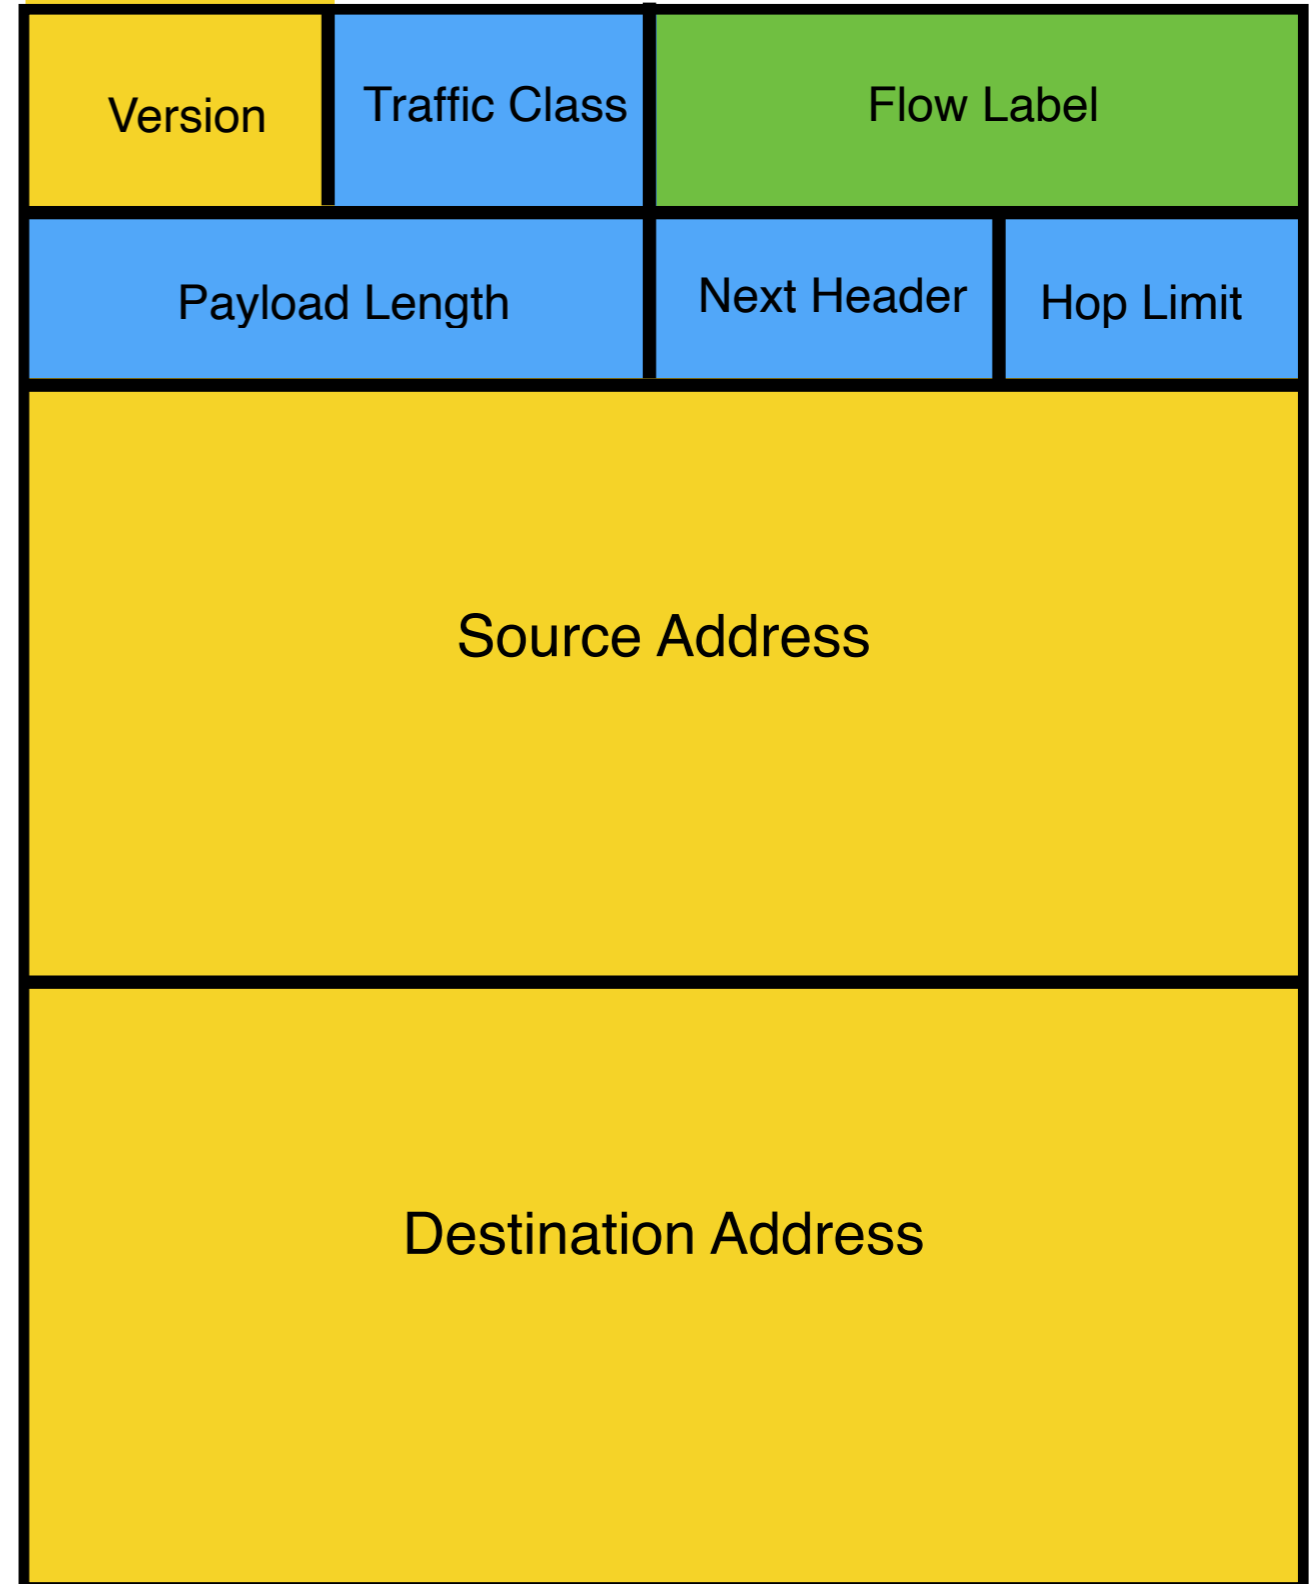 Version
Traffic Class
Flow Label
Payload Length
Next Header
Hop Limit
Source Address
Destination Address